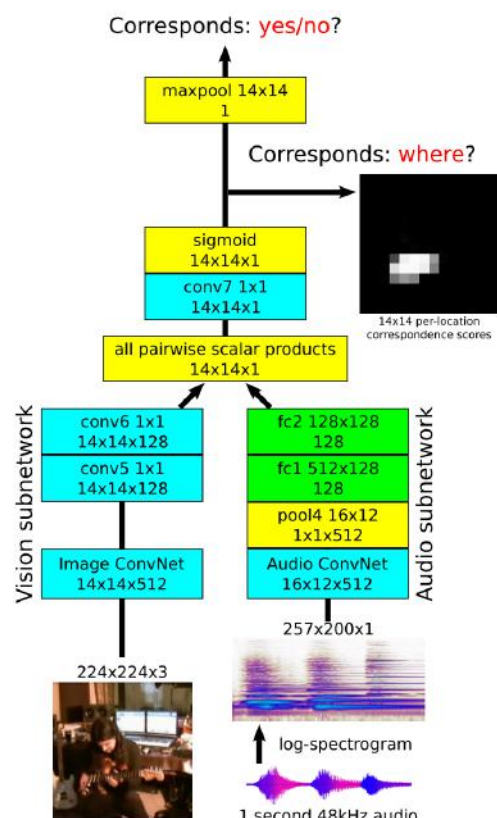 Corresponds: yes/no?
maxpool 14x14
1
Corresponds: where?
sigmoid
14x14x1
conv7 1x1
14x14x1
14x14 per-location
correspondence scores
all pairwise scalar products
14x14x1
Vision subnetwork
conv6 1x1
14x14x128
conv5 1x1
14x14x128
Image ConvNet
14x14x512
fc2 128x128
128
fc1 512x128
128
pool4 16x12
1x1x512
Audio ConvNet
16x12x512
Audio subnetwork
224x224x3
257x200x1
log-spectrogram
1 second 48kHz audio